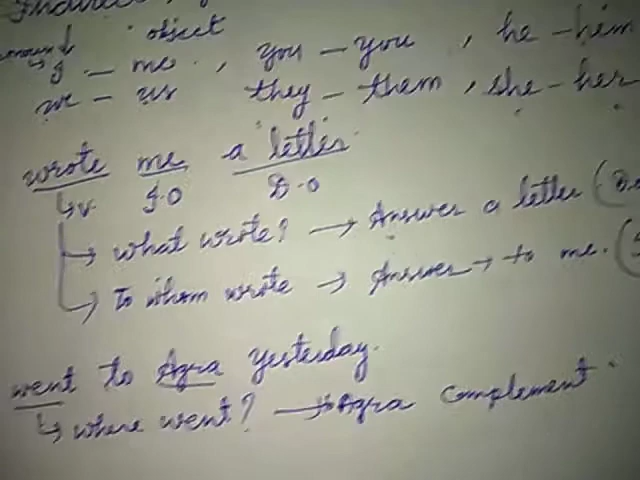 Indirect
object
I – me , you – you , he – him
we – us they – them , she – her
wrote me a letter
↳ v. I.O D.O
→ what wrote? → Answer a letter (
→ To whom wrote → Answer → to me. (
went to Agra yesterday.
↳ where went? → Agra complement.